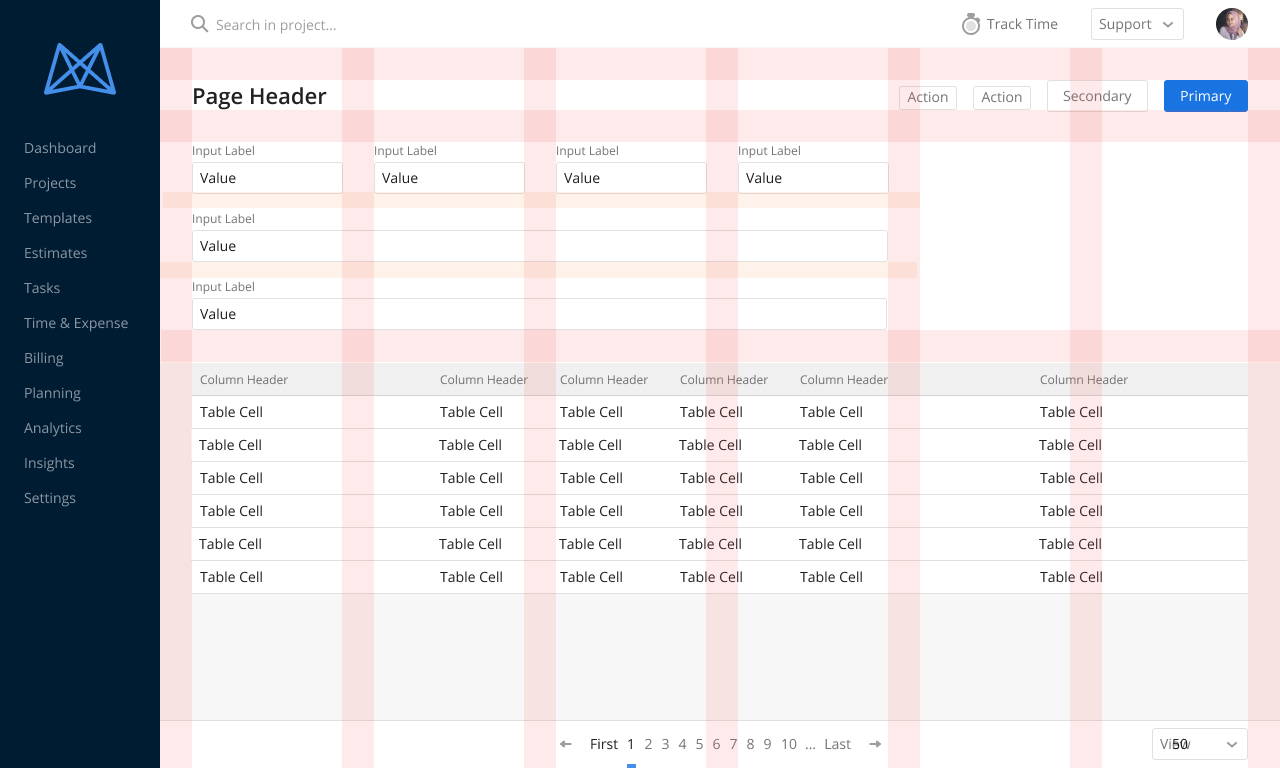 Search in project...
Track Time
Support
Dashboard
Projects
Templates
Estimates
Tasks
Time & Expense
Billing
Planning
Analytics
Insights
Settings
Page Header
Action Action Secondary Primary
Input Label Input Label Input Label Input Label
Value Value Value Value
Input Label
Value
Input Label
Value
Column Header Column Header Column Header Column Header Column Header Column Header
Table Cell Table Cell Table Cell Table Cell Table Cell Table Cell
Table Cell Table Cell Table Cell Table Cell Table Cell Table Cell
Table Cell Table Cell Table Cell Table Cell Table Cell Table Cell
Table Cell Table Cell Table Cell Table Cell Table Cell Table Cell
Table Cell Table Cell Table Cell Table Cell Table Cell Table Cell
Table Cell Table Cell Table Cell Table Cell Table Cell Table Cell
First 1 2 3 4 5 6 7 8 9 10 ... Last
View 50